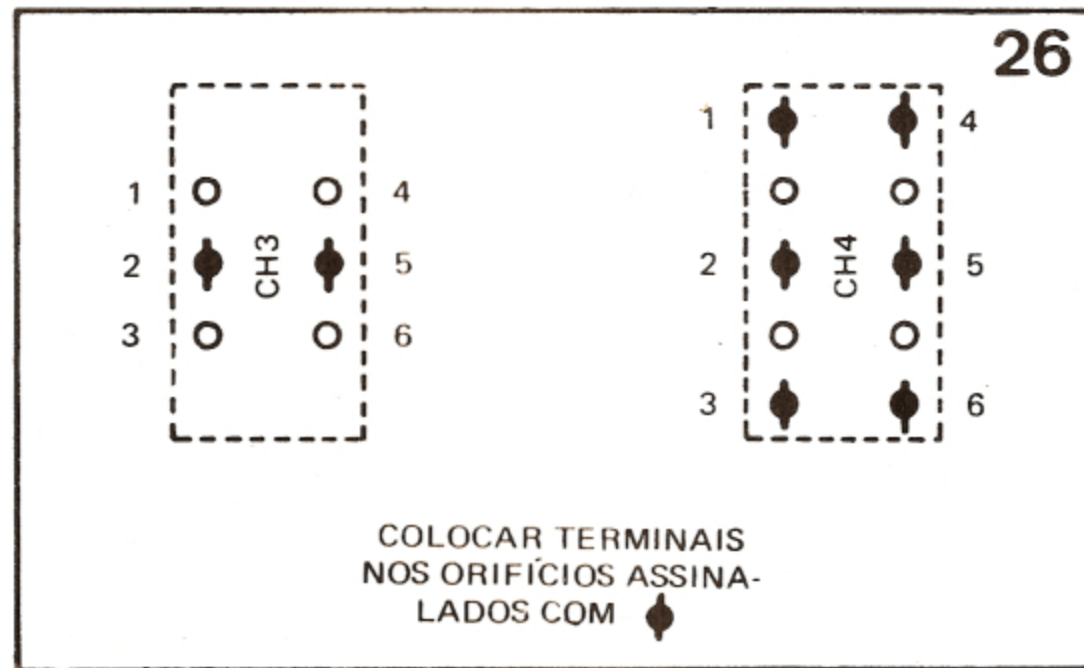 26
1 4
2 CH3 5
3 6
1 4
2 CH4 5
3 6
COLOCAR TERMINAIS
NOS ORIFÍCIOS ASSINA-
LADOS COM